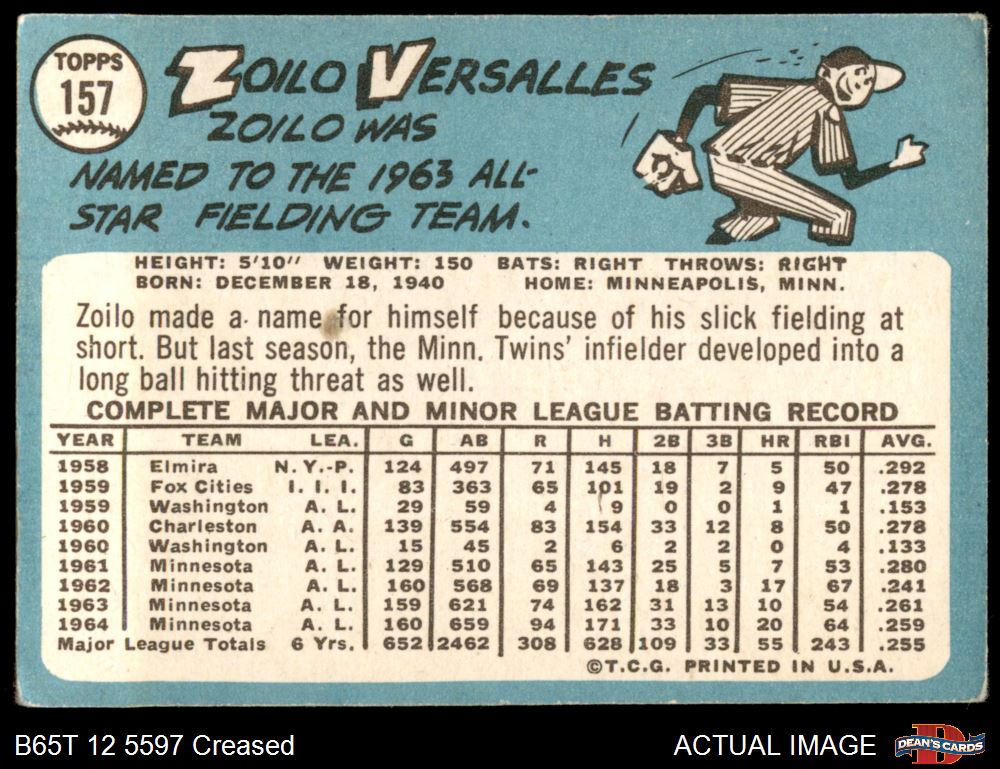 TOPPS
157
ZOILO VERSALLES
ZOILO WAS
NAMED TO THE 1963 ALL-
STAR FIELDING TEAM.
HEIGHT: 5'10" WEIGHT: 150 BATS: RIGHT THROWS: RIGHT
BORN: DECEMBER 18, 1940 HOME: MINNEAPOLIS, MINN.
Zoilo made a name for himself because of his slick fielding at
short. But last season, the Minn. Twins' infielder developed into a
long ball hitting threat as well.
COMPLETE MAJOR AND MINOR LEAGUE BATTING RECORD
YEAR TEAM LEA. G AB R H 2B 3B HR RBI AVG.
1958 Elmira N.Y.-P. 124 497 71 145 18 7 5 50 .292
1959 Fox Cities I. I. I. 83 363 65 101 19 2 9 47 .278
1959 Washington A. L. 29 59 4 9 0 0 1 1 .153
1960 Charleston A. A. 139 554 83 154 33 12 8 50 .278
1960 Washington A. L. 15 45 2 6 2 2 0 4 .133
1961 Minnesota A. L. 129 510 65 143 25 5 7 53 .280
1962 Minnesota A. L. 160 568 69 137 18 3 17 67 .241
1963 Minnesota A. L. 159 621 74 162 31 13 10 54 .261
1964 Minnesota A. L. 160 659 94 171 33 10 20 64 .259
Major League Totals 6 Yrs. 652 2462 308 628 109 33 55 243 .255
©T.C.G. PRINTED IN U.S.A.
B65T 12 5597 Creased
ACTUAL IMAGE
DEAN'S CARDS